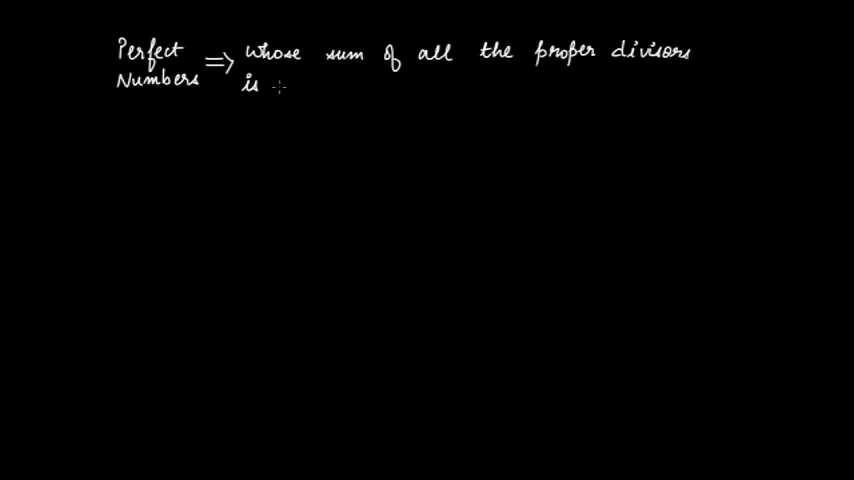 Perfect Numbers => whose sum of all the proper divisors
is